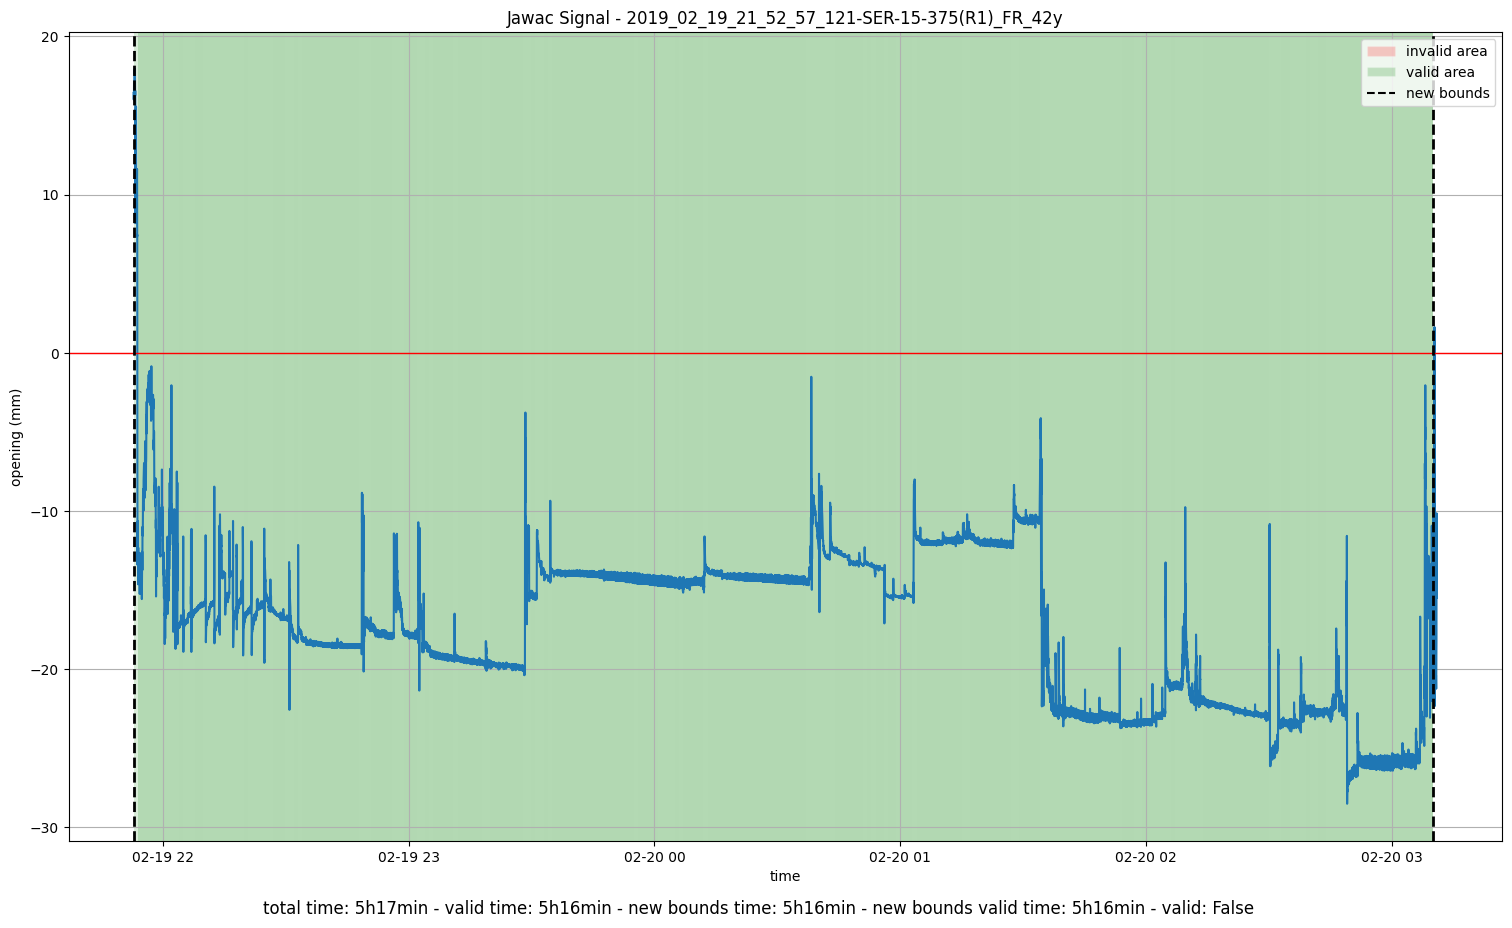 Jawac Signal - 2019_02_19_21_52_57_121-SER-15-375(R1)_FR_42y
invalid area
valid area
new bounds
20
10
0
−10
−20
−30
opening (mm)
02-19 22
02-19 23
02-20 00
02-20 01
02-20 02
02-20 03
time
total time: 5h17min - valid time: 5h16min - new bounds time: 5h16min - new bounds valid time: 5h16min - valid: False